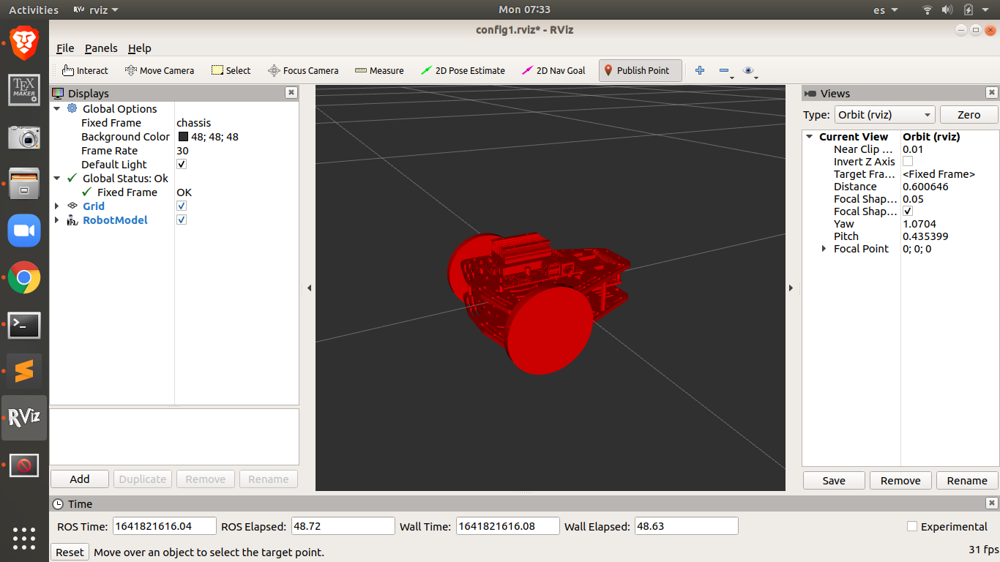 Activities RViz rviz Mon 07:33 es
config1.rviz* - RViz
File Panels Help
Interact Move Camera Select Focus Camera Measure 2D Pose Estimate 2D Nav Goal Publish Point
TEX
MAKER
RViz
Displays
Global Options
Fixed Frame chassis
Background Color 48; 48; 48
Frame Rate 30
Default Light
Global Status: Ok
Fixed Frame OK
Grid
RobotModel
Add Duplicate Remove Rename
Views
Type: Orbit (rviz) Zero
Current View Orbit (rviz)
Near Clip … 0.01
Invert Z Axis
Target Fra… <Fixed Frame>
Distance 0.600646
Focal Shap… 0.05
Focal Shap…
Yaw 1.0704
Pitch 0.435399
Focal Point 0; 0; 0
Save Remove Rename
Time
ROS Time: 1641821616.04 ROS Elapsed: 48.72 Wall Time: 1641821616.08 Wall Elapsed: 48.63 Experimental
Reset Move over an object to select the target point. 31 fps